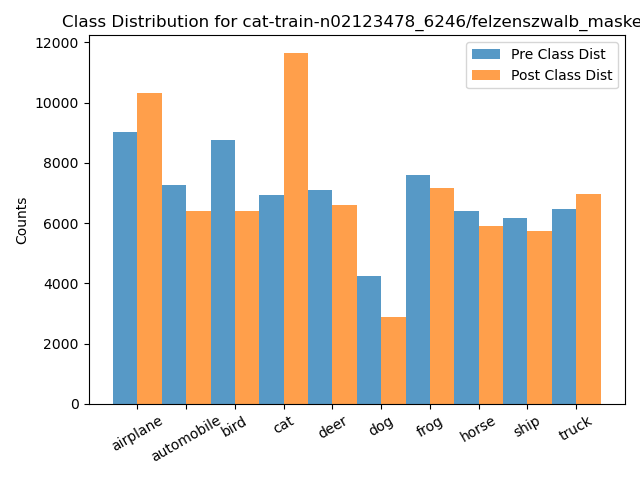 Class Distribution for cat-train-n02123478_6246/felzenszwalb_maske
Pre Class Dist
Post Class Dist
Counts
12000
10000
8000
6000
4000
2000
0
airplane automobile bird cat deer dog frog horse ship truck